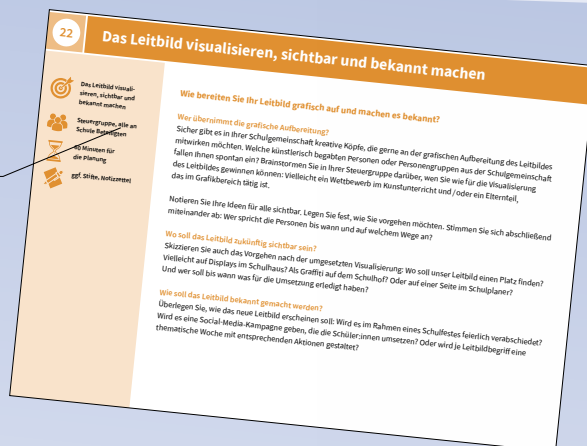 22
Das Leitbild visualisieren, sichtbar und bekannt machen
Das Leitbild visuali-
sieren, sichtbar und
bekannt machen
Steuergruppe, alle an
Schule Beteiligten
40 Minuten für
die Planung
ggf. Stifte, Notizzettel
Wie bereiten Sie Ihr Leitbild grafisch auf und machen es bekannt?
Wer übernimmt die grafische Aufbereitung?
Sicher gibt es in Ihrer Schulgemeinschaft kreative Köpfe, die gerne an der grafischen Aufbereitung des Leitbildes
mitwirken möchten. Welche künstlerisch begabten Personen oder Personengruppen aus der Schulgemeinschaft
fallen Ihnen spontan ein? Brainstormen Sie in Ihrer Steuergruppe darüber, wen Sie wie für die Visualisierung
des Leitbildes gewinnen können: Vielleicht ein Wettbewerb im Kunstunterricht und/oder ein Elternteil,
das im Grafikbereich tätig ist.
Notieren Sie Ihre Ideen für alle sichtbar. Legen Sie fest, wie Sie vorgehen möchten. Stimmen Sie sich abschließend
miteinander ab: Wer spricht die Personen bis wann und auf welchem Wege an?
Wo soll das Leitbild zukünftig sichtbar sein?
Skizzieren Sie auch das Vorgehen nach der umgesetzten Visualisierung: Wo soll unser Leitbild einen Platz finden?
Vielleicht auf Displays im Schulhaus? Als Graffiti auf dem Schulhof? Oder auf einer Seite im Schulplaner?
Und wer soll bis wann was für die Umsetzung erledigt haben?
Wie soll das Leitbild bekannt gemacht werden?
Überlegen Sie, wie das neue Leitbild erscheinen soll: Wird es im Rahmen eines Schulfestes feierlich verabschiedet?
Wird es eine Social-Media-Kampagne geben, die die Schüler:innen umsetzen? Oder wird je Leitbildbegriff eine
thematische Woche mit entsprechenden Aktionen gestaltet?